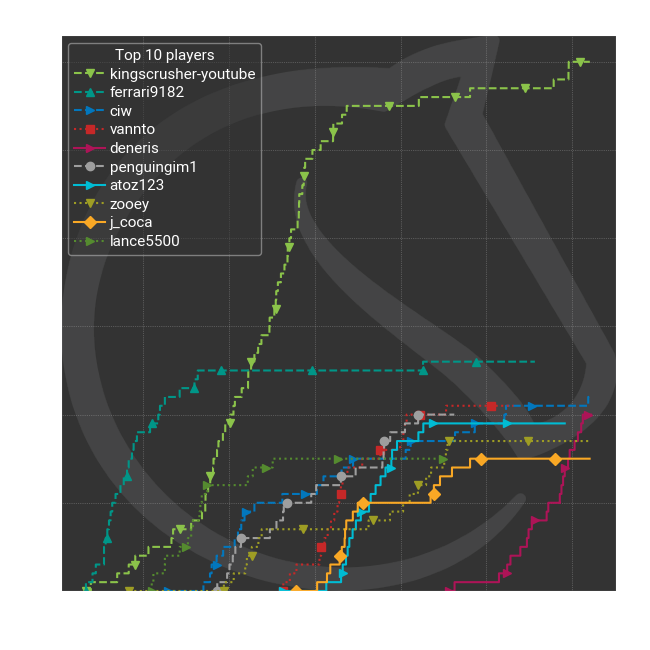 Top 10 players
kingscrusher-youtube
ferrari9182
ciw
vannto
deneris
penguingim1
atoz123
zooey
j_coca
lance5500